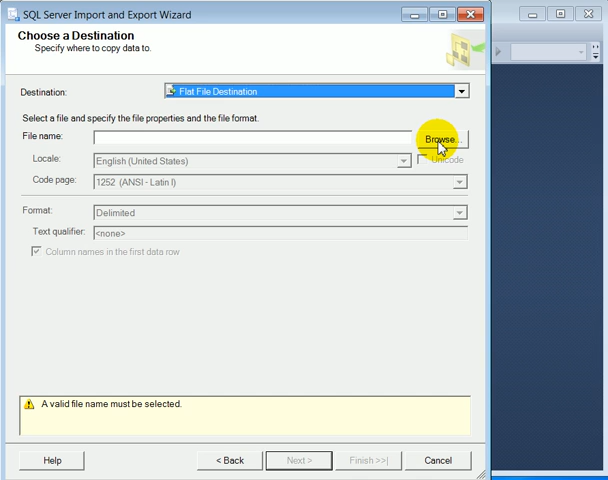 SQL Server Import and Export Wizard
Choose a Destination
Specify where to copy data to.
Destination:
Flat File Destination
Select a file and specify the file properties and the file format.
File name:
Browse...
Locale:
English (United States)
Unicode
Code page:
1252 (ANSI - Latin I)
Format:
Delimited
Text qualifier:
<none>
Column names in the first data row
A valid file name must be selected.
Help
< Back
Next >
Finish >>|
Cancel